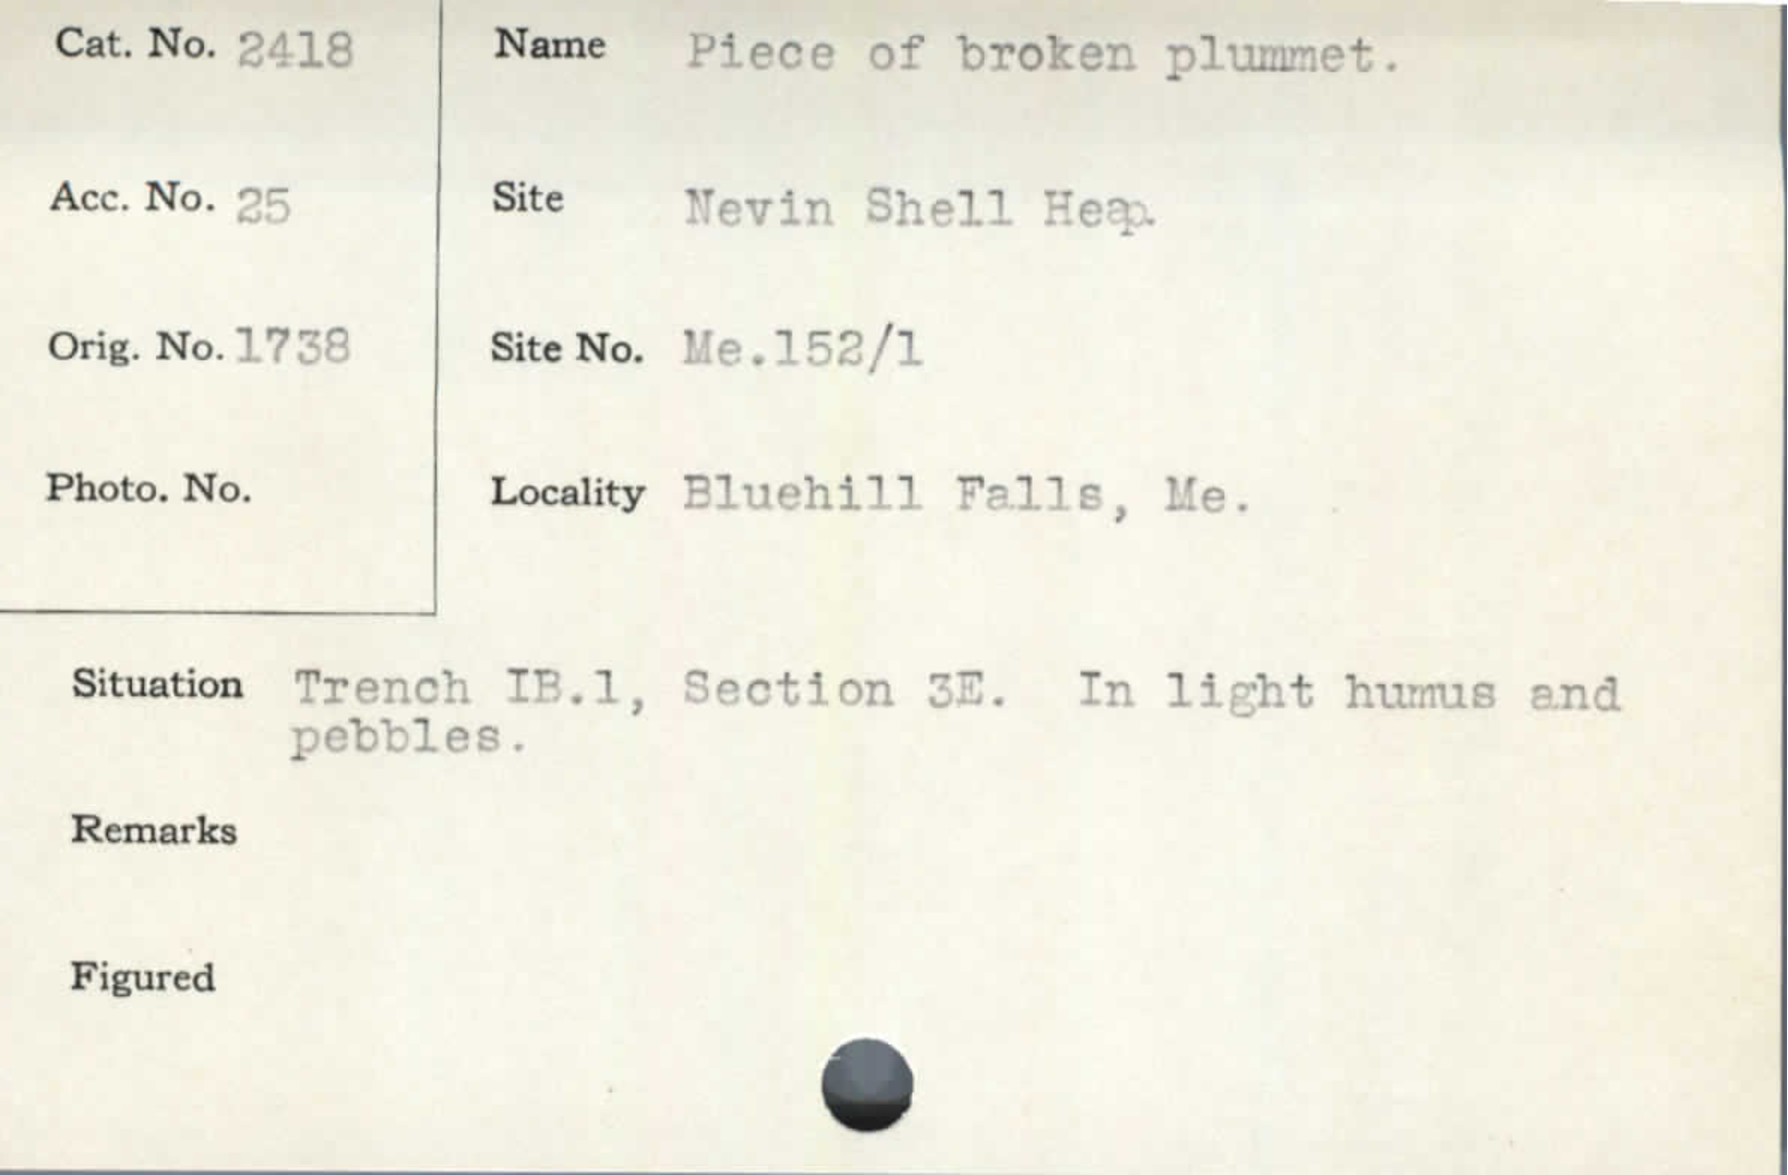 Cat. No. 2418
Name Piece of broken plummet.
Acc. No. 25
Site Nevin Shell Heap.
Orig. No. 1738
Site No. Me.152/1
Photo. No.
Locality Bluehill Falls, Me.
Situation Trench IB.1, Section 3E. In light humus and
pebbles.
Remarks
Figured